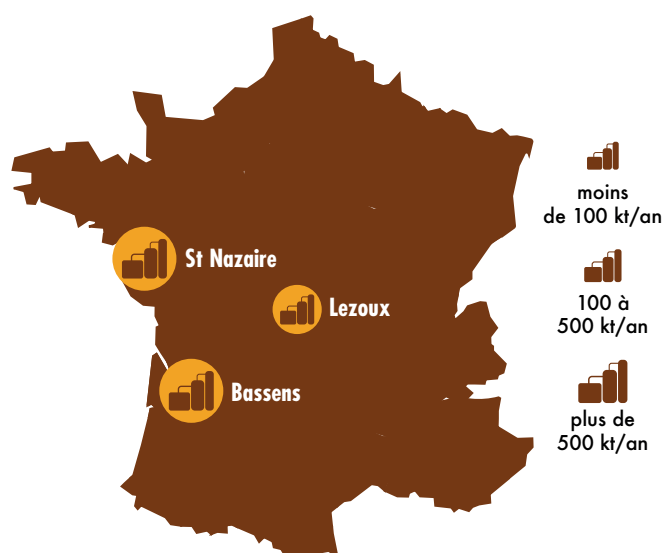 St Nazaire
Lezoux
Bassens
moins
de 100 kt/an
100 à
500 kt/an
plus de
500 kt/an